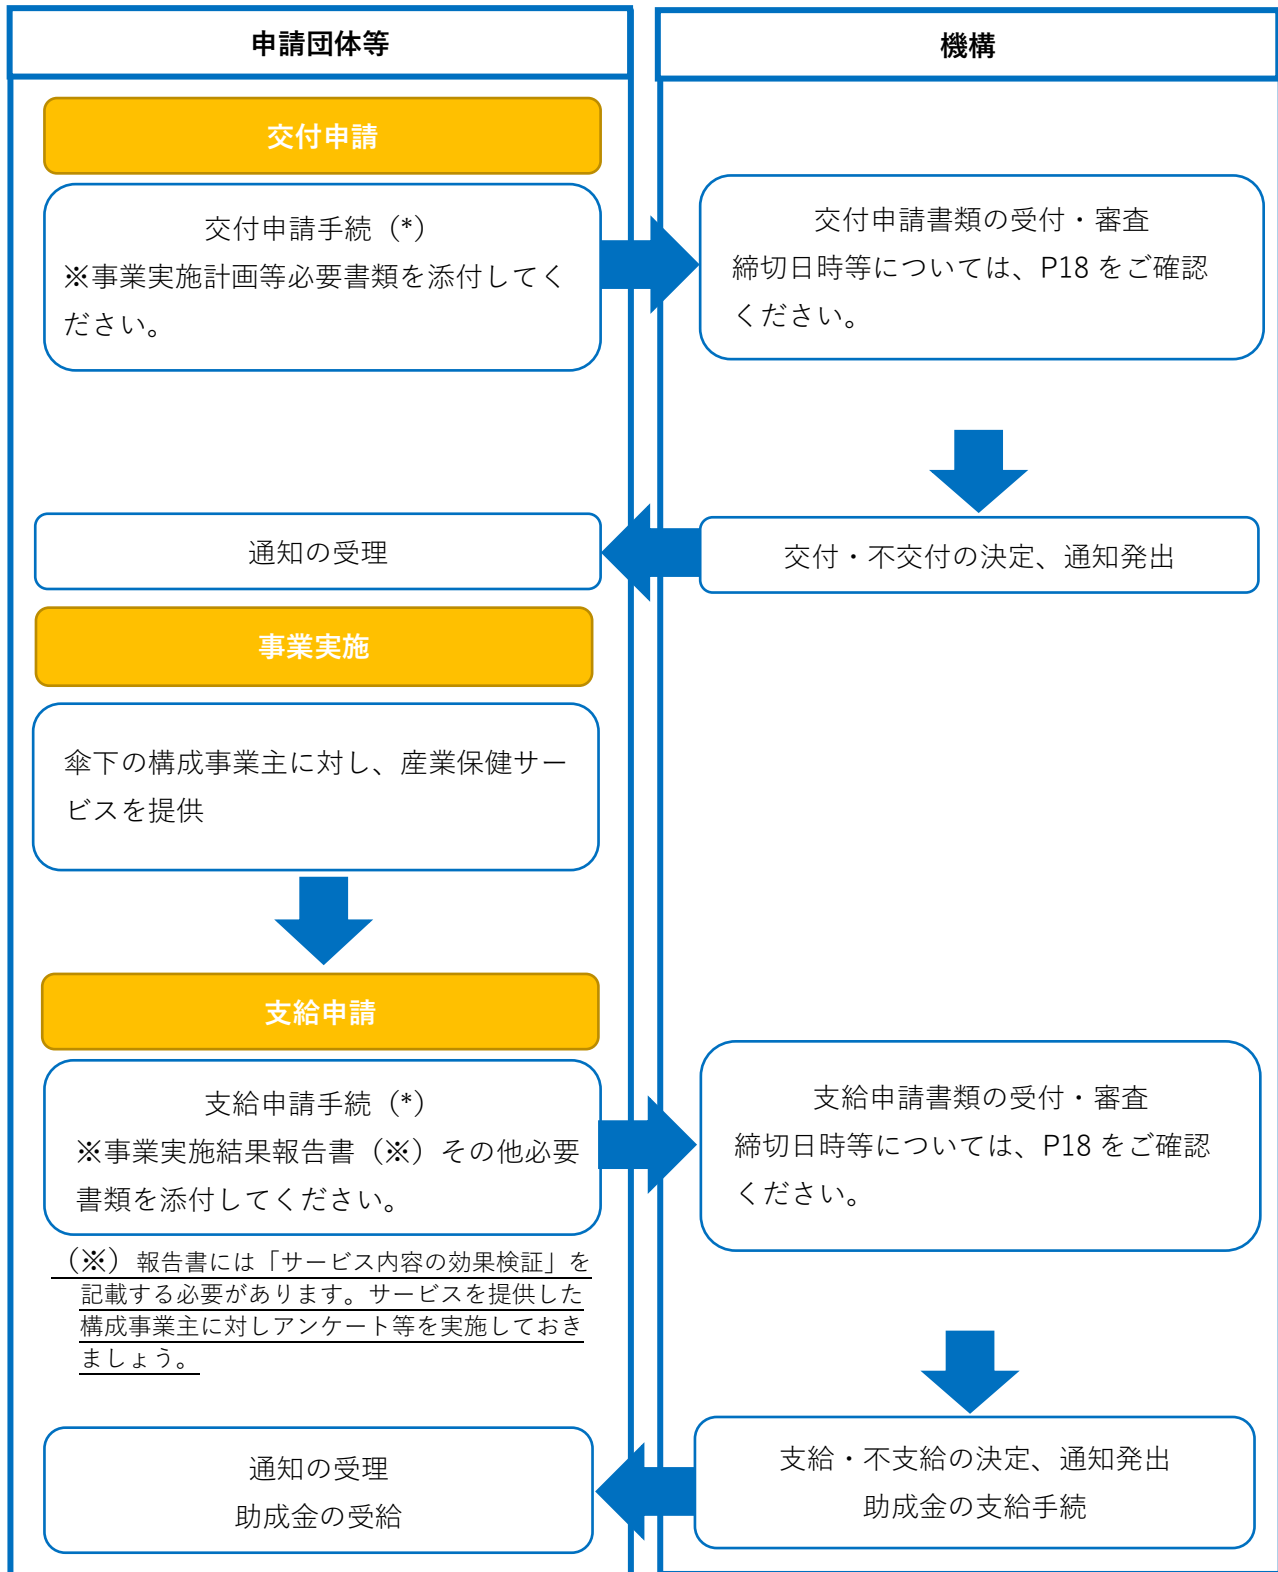 申請団体等
機構
交付申請
交付申請手続（*）
※事業実施計画等必要書類を添付してく
ださい。
交付申請書類の受付・審査
締切日時等については、P18 をご確認
ください。
通知の受理
交付・不交付の決定、通知発出
事業実施
傘下の構成事業主に対し、産業保健サー
ビスを提供
支給申請
支給申請手続（*）
※事業実施結果報告書（※）その他必要
書類を添付してください。
支給申請書類の受付・審査
締切日時等については、P18 をご確認
ください。
（※）報告書には「サービス内容の効果検証」を
記載する必要があります。サービスを提供した
構成事業主に対しアンケート等を実施しておき
ましょう。
通知の受理
助成金の受給
支給・不支給の決定、通知発出
助成金の支給手続